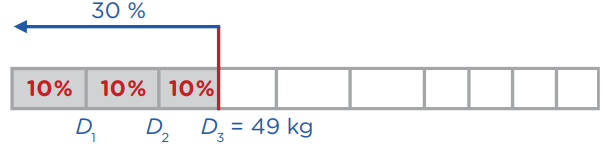 30 %
10% 10% 10%
D₁ D₂ D₃ = 49 kg